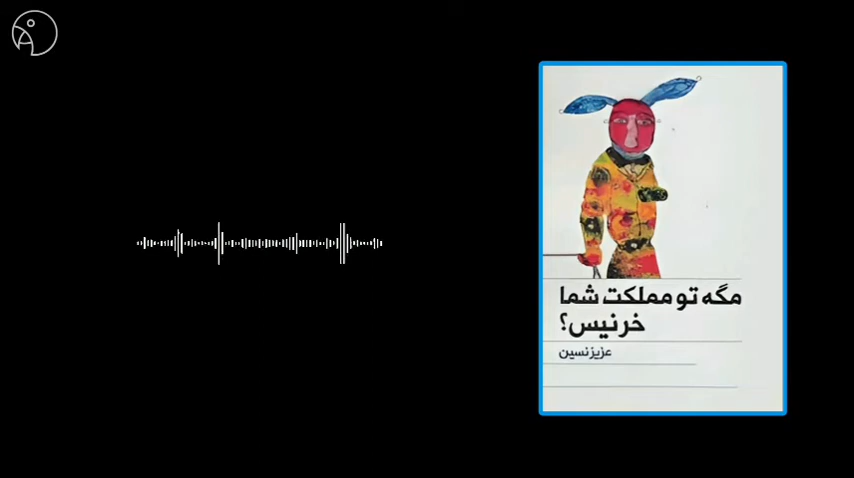 مگه تو مملکت شما
خر نیس؟
عزیز نسین